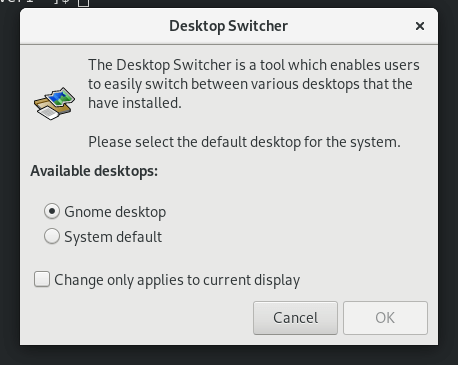 Desktop Switcher
The Desktop Switcher is a tool which enables users
to easily switch between various desktops that the
have installed.
Please select the default desktop for the system.
Available desktops:
Gnome desktop
System default
Change only applies to current display
Cancel
OK